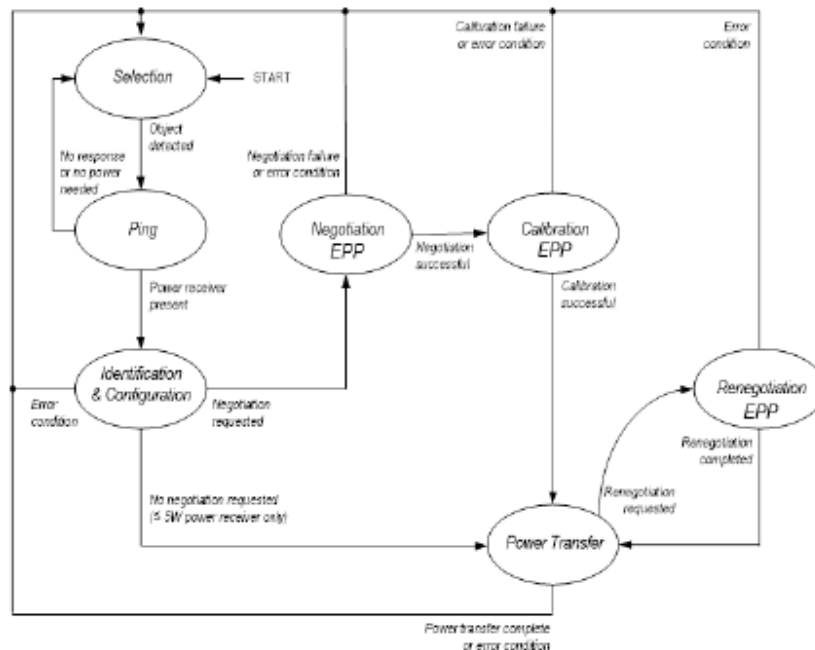 Calibration failure
or error condition
Error
condition
Selection
START
Object
detected
No response
or no power
needed
Negotiation failure
or error condition
Ping
Negotiation
EPP
Negotiation
successful
Calibration
EPP
Power receiver
present
Calibration
successful
Identification
& Configuration
Error
condition
Negotiation
requested
Renegotiation
EPP
Renegotiation
completed
No negotiation requested
(≤ 5W power receiver only)
Renegotiation
requested
Power Transfer
Power transfer complete
or error condition